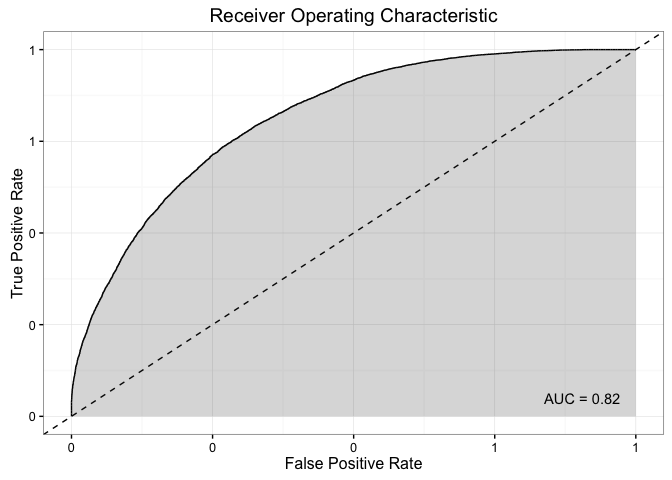 Receiver Operating Characteristic
1
1
0
0
0
True Positive Rate
AUC = 0.82
0 0 0 1 1
False Positive Rate